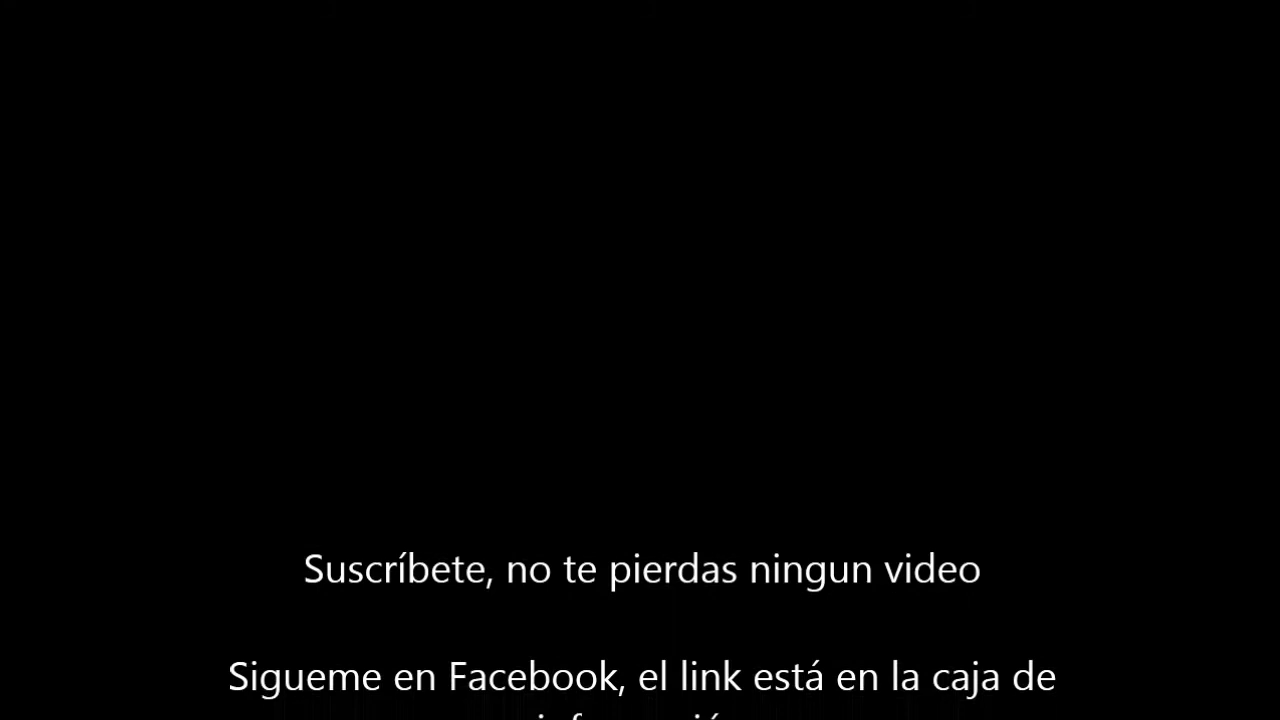 Suscríbete, no te pierdas ningun video
Sigueme en Facebook, el link está en la caja de